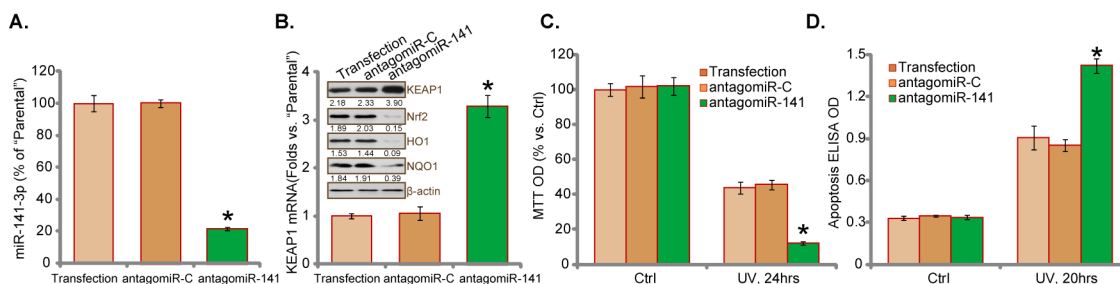 A.
miR-141-3p (% of “Parental”)
120
100
80
60
40
20
0
*
Transfection antagomiR-C antagomiR-141
B.
KEAP1 mRNA(Folds vs. “Parental”)
4
3
2
1
0
Transfection
antagomiR-C
antagomiR-141
KEAP1
2.18 2.33 3.90
Nrf2
1.89 2.03 0.15
HO1
1.53 1.44 0.09
NQO1
1.84 1.91 0.39
β-actin
*
Transfection antagomiR-C antagomiR-141
C.
MTT OD (% vs. Ctrl)
120
100
80
60
40
20
0
Transfection
antagomiR-C
antagomiR-141
*
Ctrl UV, 24hrs
D.
Apoptosis ELISA OD
1.5
1.2
0.9
0.6
0.3
0.0
Transfection
antagomiR-C
antagomiR-141
*
Ctrl UV, 20hrs